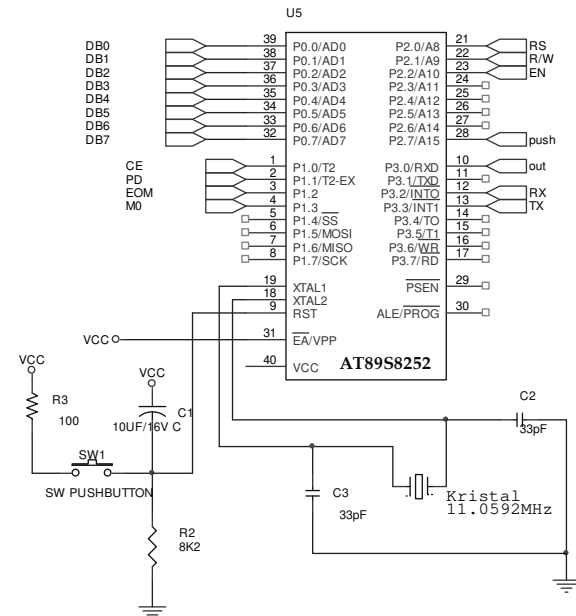 U5
DB0 39 P0.0/AD0 P2.0/A8 21 RS
DB1 38 P0.1/AD1 P2.1/A9 22 R/W
DB2 37 P0.2/AD2 P2.2/A10 23 EN
DB3 36 P0.3/AD3 P2.3/A11 24
DB4 35 P0.4/AD4 P2.4/A12 25
DB5 34 P0.5/AD5 P2.5/A13 26
DB6 33 P0.6/AD6 P2.6/A14 27
DB7 32 P0.7/AD7 P2.7/A15 28 push
CE 1 P1.0/T2 P3.0/RXD 10 out
PD 2 P1.1/T2-EX P3.1/TXD 11
EOM 3 P1.2 P3.2/INTO 12 RX
M0 4 P1.3 P3.3/INT1 13 TX
5 P1.4/SS P3.4/TO 14
6 P1.5/MOSI P3.5/T1 15
7 P1.6/MISO P3.6/WR 16
8 P1.7/SCK P3.7/RD 17
19 XTAL1 PSEN 29
18 XTAL2
9 RST ALE/PROG 30
VCC 31 EA/VPP
40 VCC AT89S8252
VCC
VCC
R3
100
C1
10UF/16V C
C2
33pF
SW1
SW PUSHBUTTON
C3
33pF
Kristal
11.0592MHz
R2
8K2